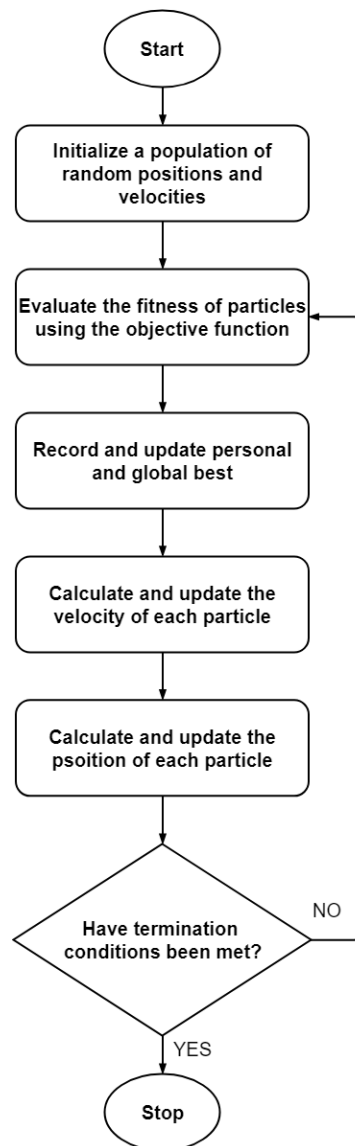 Start
Initialize a population of
random positions and
velocities
Evaluate the fitness of particles
using the objective function
Record and update personal
and global best
Calculate and update the
velocity of each particle
Calculate and update the
psoition of each particle
Have termination
conditions been met?
NO
YES
Stop